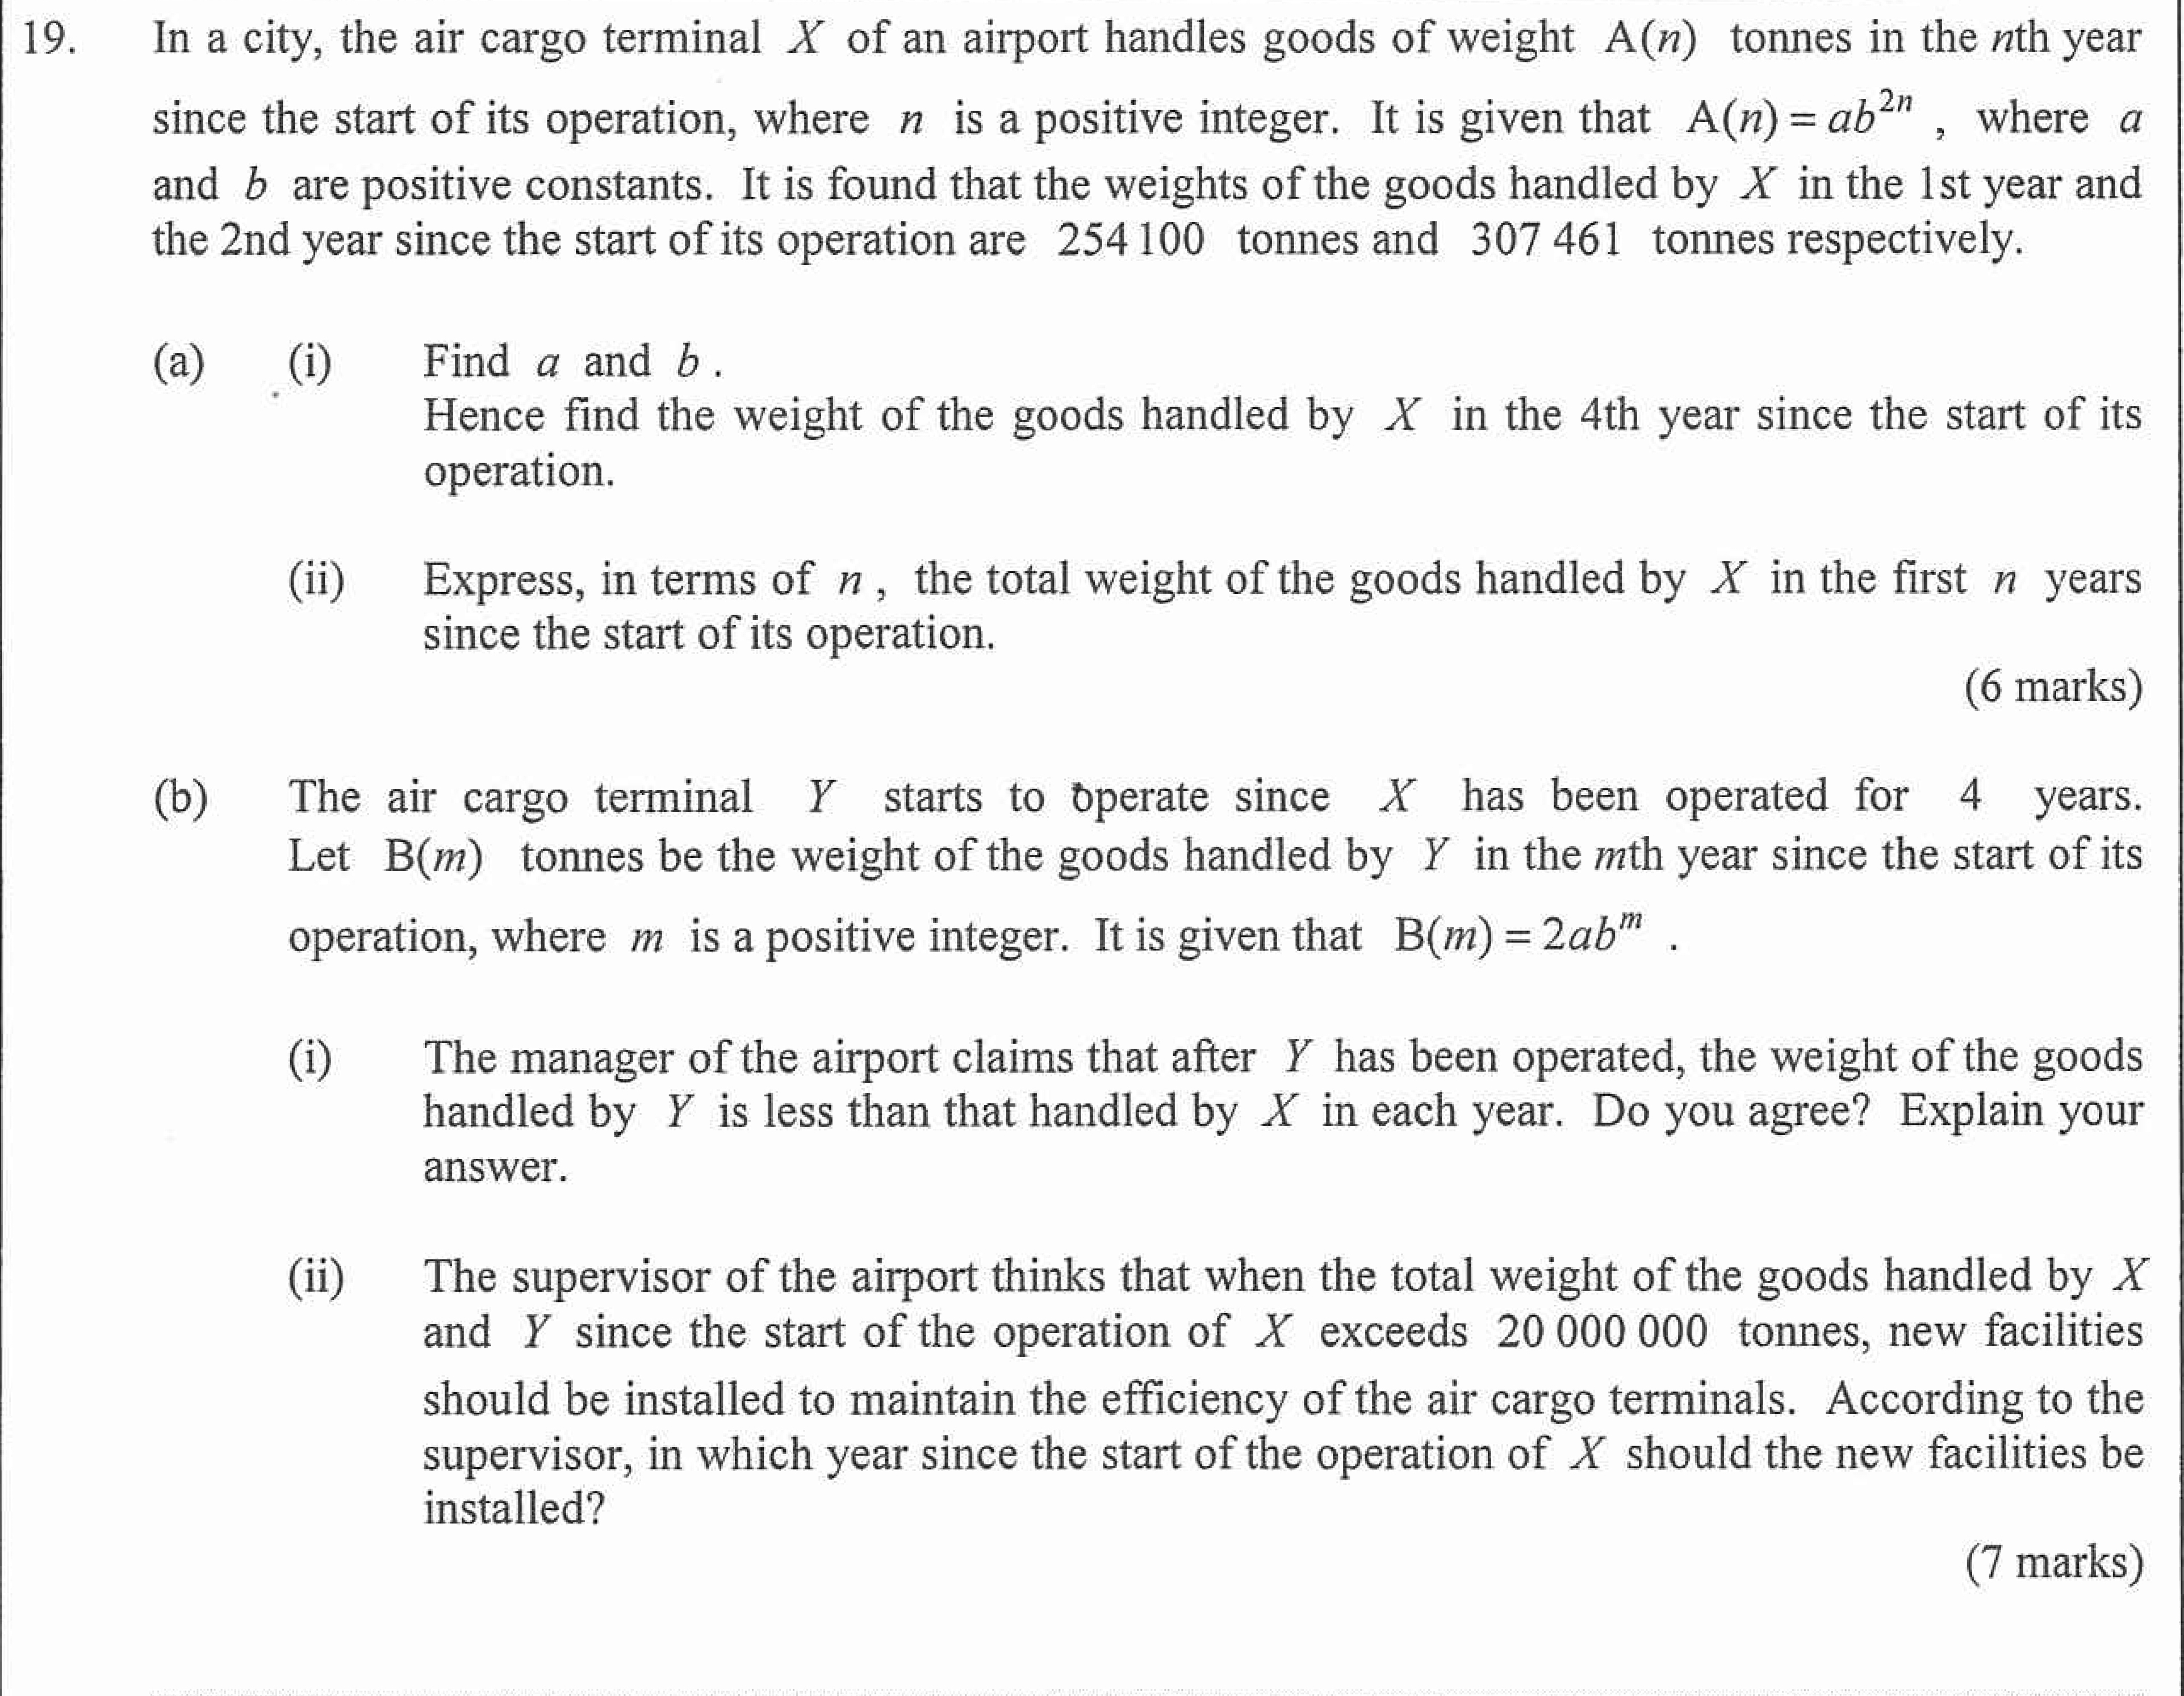 19. In a city, the air cargo terminal X of an airport handles goods of weight A(n) tonnes in the nth year
since the start of its operation, where n is a positive integer. It is given that A(n) = ab²ⁿ , where a
and b are positive constants. It is found that the weights of the goods handled by X in the 1st year and
the 2nd year since the start of its operation are 254 100 tonnes and 307 461 tonnes respectively.
(a) (i) Find a and b .
Hence find the weight of the goods handled by X in the 4th year since the start of its
operation.
(ii) Express, in terms of n , the total weight of the goods handled by X in the first n years
since the start of its operation.
(6 marks)
(b) The air cargo terminal Y starts to operate since X has been operated for 4 years.
Let B(m) tonnes be the weight of the goods handled by Y in the mth year since the start of its
operation, where m is a positive integer. It is given that B(m) = 2abᵐ .
(i) The manager of the airport claims that after Y has been operated, the weight of the goods
handled by Y is less than that handled by X in each year. Do you agree? Explain your
answer.
(ii) The supervisor of the airport thinks that when the total weight of the goods handled by X
and Y since the start of the operation of X exceeds 20 000 000 tonnes, new facilities
should be installed to maintain the efficiency of the air cargo terminals. According to the
supervisor, in which year since the start of the operation of X should the new facilities be
installed?
(7 marks)